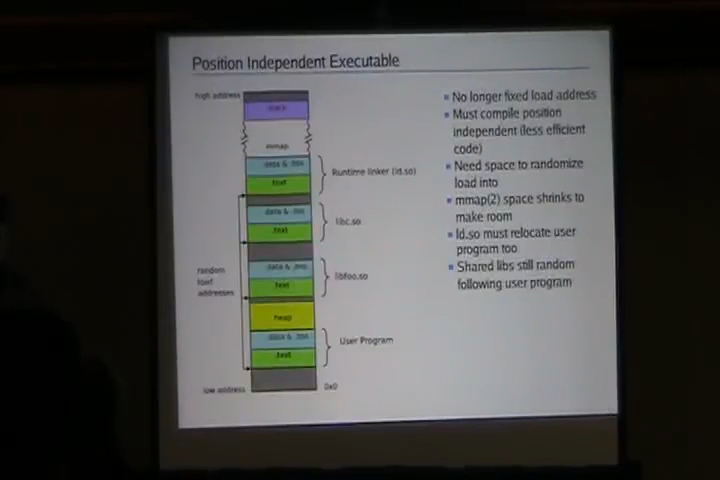 Position Independent Executable
high address
stack
mmap
data & .bss
text
Runtime linker (ld.so)
data & .bss
text
libc.so
data & .bss
text
libfoo.so
random
load
addresses
heap
data & .bss
text
User Program
low address
0x0
No longer fixed load address
Must compile position
independent (less efficient
code)
Need space to randomize
load into
mmap(2) space shrinks to
make room
ld.so must relocate user
program too
Shared libs still random
following user program